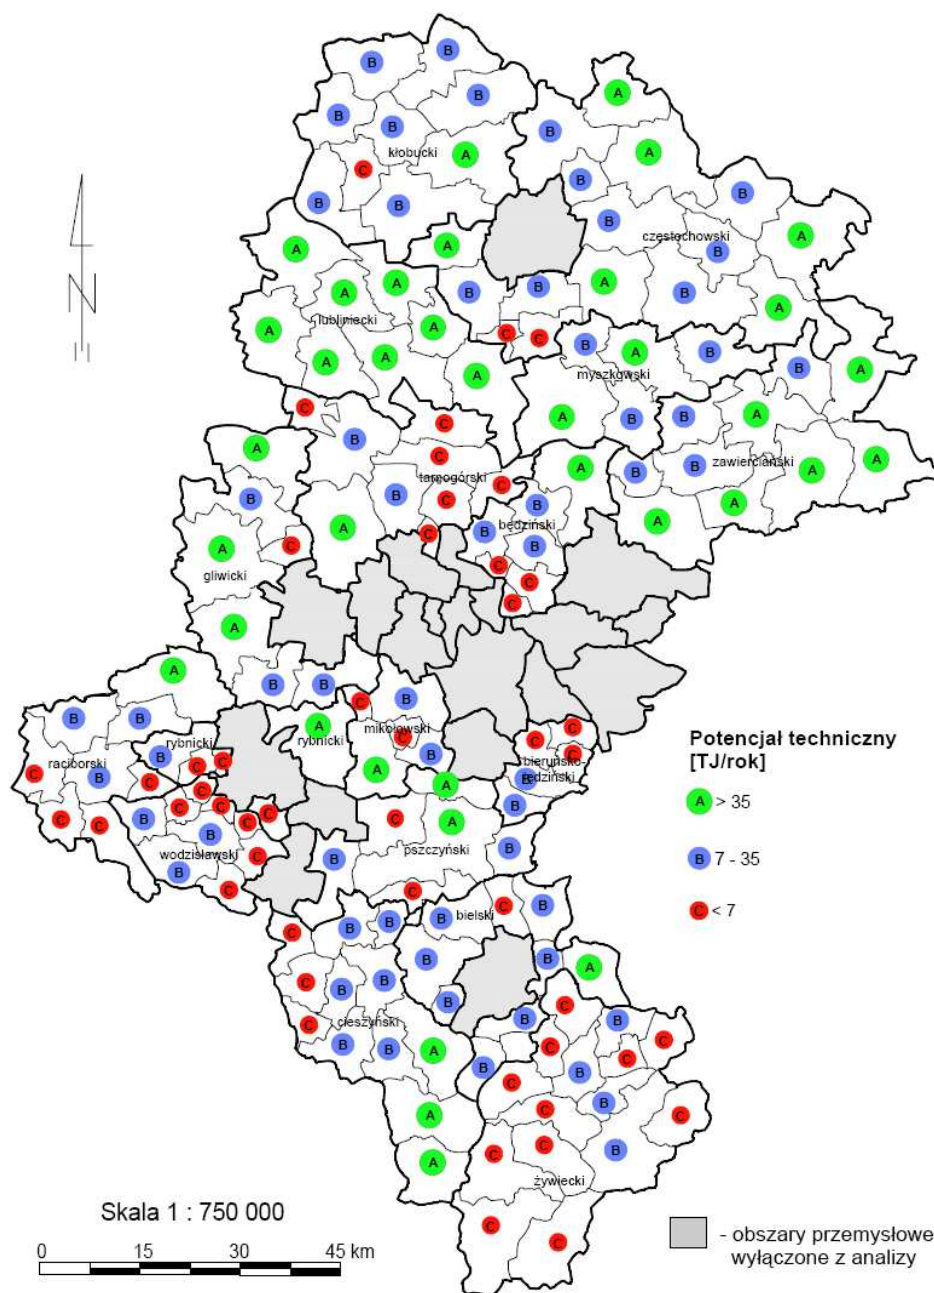 B
B
B
A
B
B
B
kłobucki
A
B
A
C
B
B
B
B
B
częstochowski
A
A
A
B
A
A
B
B
A
B
A
lubliniecki
A
A
C
C
B
A
B
A
A
A
myszkowski
B
A
A
C
C
B
A
B
B
A
A
C
tarnogórski
A
B
B
zawierciański
A
A
B
B
C
C
B
A
A
A
C
będziński
B
B
A
gliwicki
C
C
C
C
A
A
B
B
C
B
B
B
A
rybnicki
mikołowski
C
C
C
rybnicki
B
C
C
B
C
bieruńsko-
lędziński
raciborski
C
B
C
A
A
B
C
C
B
C
C
C
C
B
C
C
B
C
A
pszczyński
B
wodzisławski
B
C
B
C
C
B
B
B
bielski
C
B
C
B
B
A
C
B
B
B
C
C
cieszyński
B
B
B
B
A
C
B
C
C
B
C
B
A
C
B
C
A
C
C
B
żywiecki
C
C
Potencjał techniczny
[TJ/rok]
A > 35
B 7 - 35
C < 7
N
Skala 1 : 750 000
0 15 30 45 km
- obszary przemysłowe
wyłączone z analizy